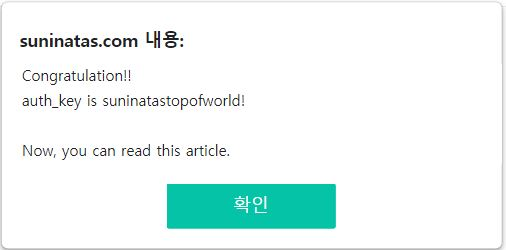 suninatas.com 내용:
Congratulation!!
auth_key is suninatastopofworld!
Now, you can read this article.
확인